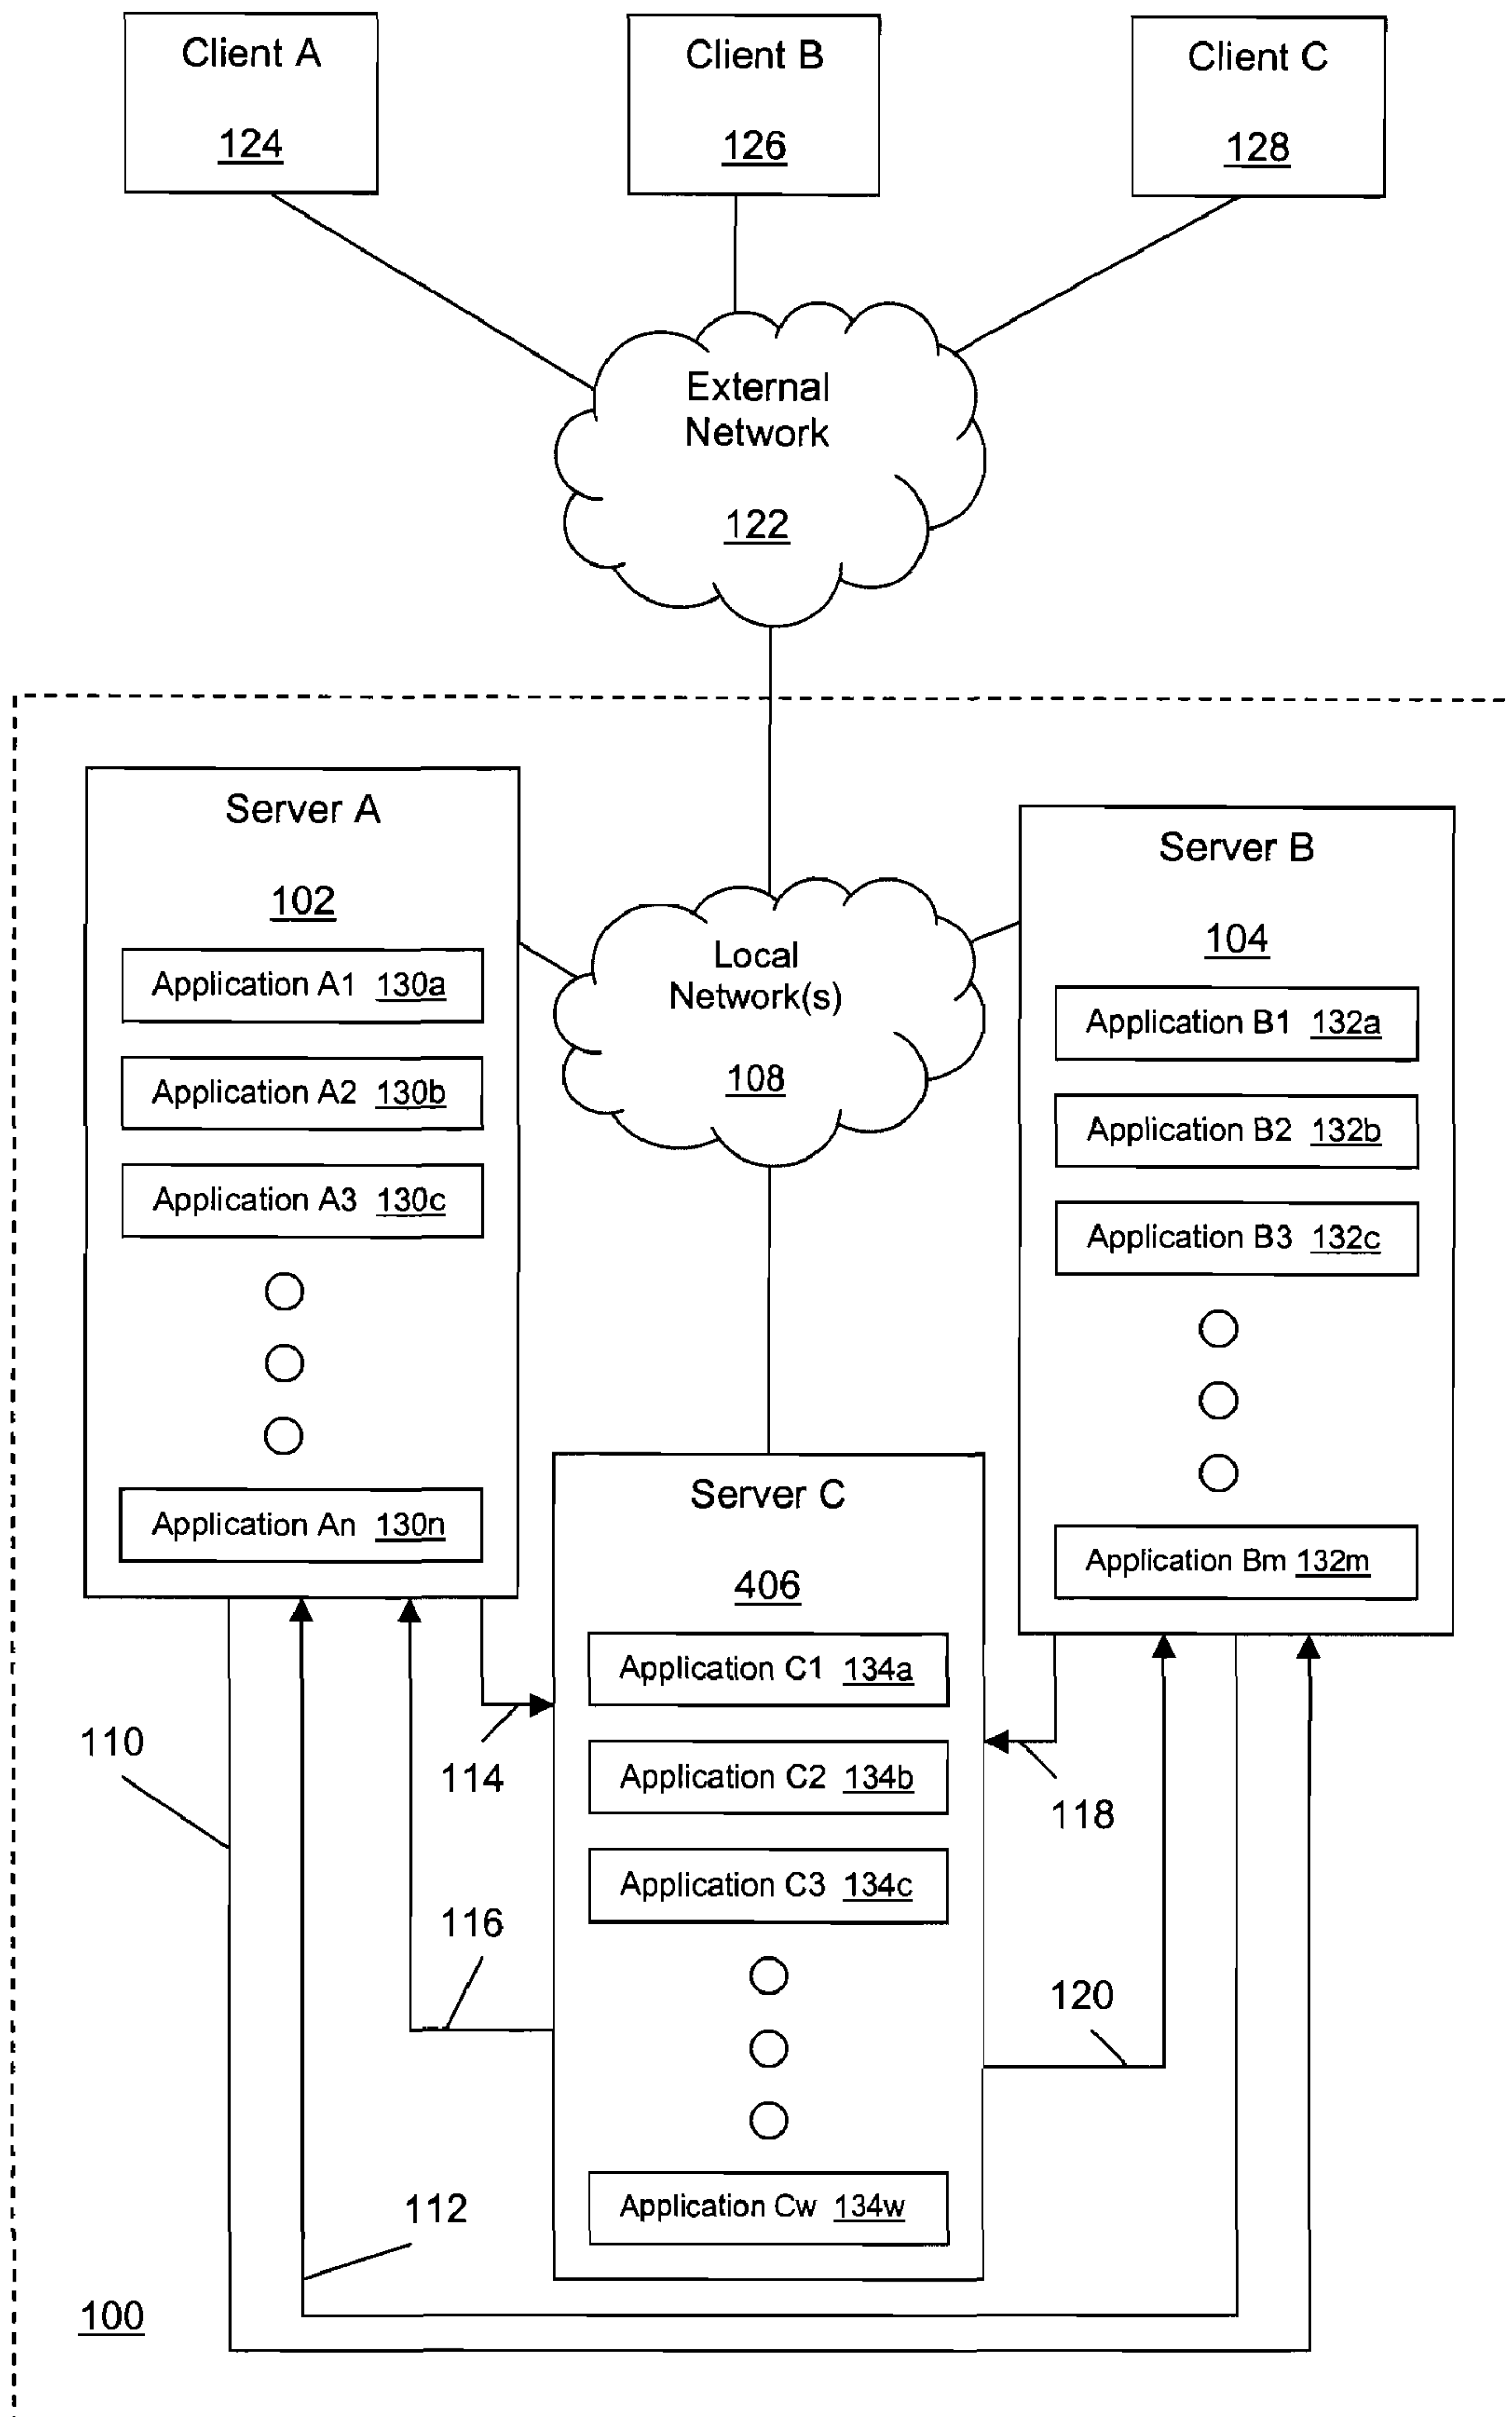 Client A
124
Client B
126
Client C
128
External
Network
122
Server A
102
Application A1 130a
Application A2 130b
Application A3 130c
Application An 130n
Local
Network(s)
108
Server B
104
Application B1 132a
Application B2 132b
Application B3 132c
Application Bm 132m
Server C
406
Application C1 134a
Application C2 134b
Application C3 134c
Application Cw 134w
110
114
118
116
120
112
100